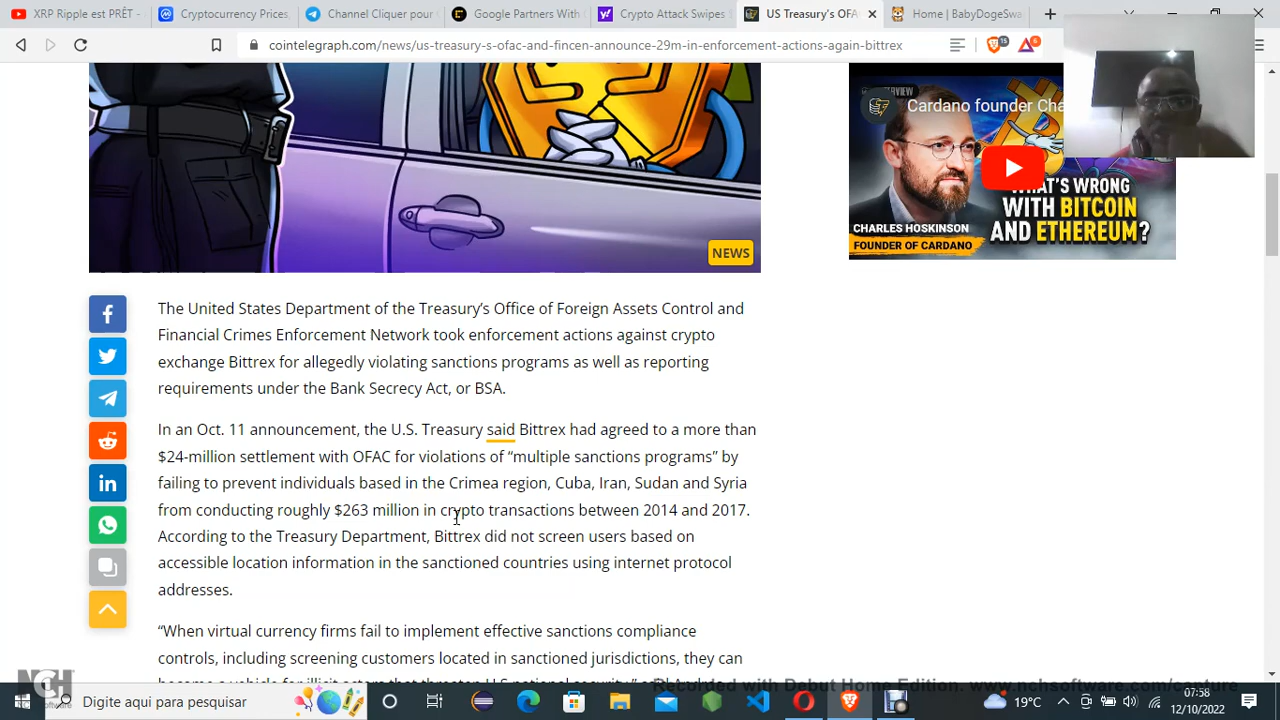 XRP Ripple est PRÊT -
Cryptocurrency Prices,
Channel Cliquer pour
Google Partners With
Crypto Attack Swipes
US Treasury's OFA
Home | BabyDogeSwa
cointelegraph.com/news/us-treasury-s-ofac-and-fincen-announce-29m-in-enforcement-actions-again-bittrex
Cardano founder Cha
WHAT'S WRONG
WITH BITCOIN
AND ETHEREUM?
CHARLES HOSKINSON
FOUNDER OF CARDANO
NEWS
The United States Department of the Treasury's Office of Foreign Assets Control and
Financial Crimes Enforcement Network took enforcement actions against crypto
exchange Bittrex for allegedly violating sanctions programs as well as reporting
requirements under the Bank Secrecy Act, or BSA.
In an Oct. 11 announcement, the U.S. Treasury said Bittrex had agreed to a more than
$24-million settlement with OFAC for violations of “multiple sanctions programs” by
failing to prevent individuals based in the Crimea region, Cuba, Iran, Sudan and Syria
from conducting roughly $263 million in crypto transactions between 2014 and 2017.
According to the Treasury Department, Bittrex did not screen users based on
accessible location information in the sanctioned countries using internet protocol
addresses.
“When virtual currency firms fail to implement effective sanctions compliance
controls, including screening customers located in sanctioned jurisdictions, they can
NCH
Recorded with Debut Home Edition. www.nchsoftware.com/capture
Digite aqui para pesquisar
19°C
07:58
12/10/2022